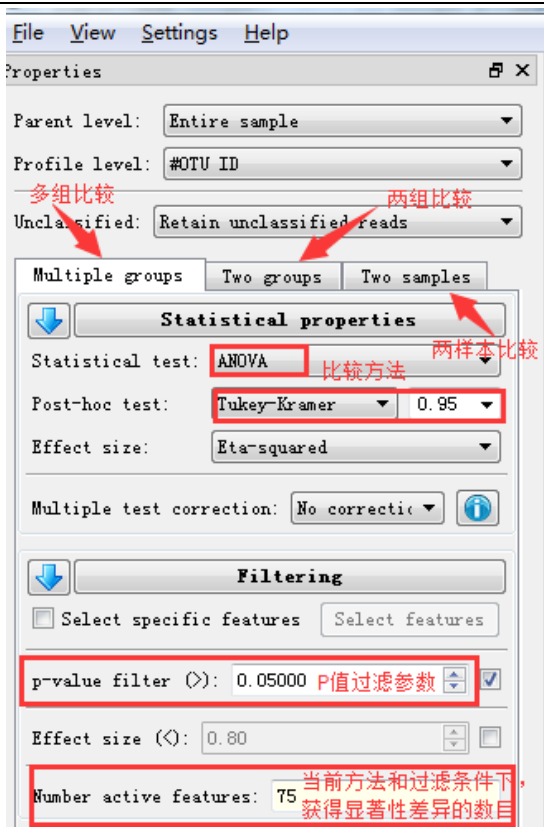 File View Settings Help
Properties
Parent level: Entire sample
Profile level: #OTU ID
多组比较 两组比较
Unclassified: Retain unclassified reads
Multiple groups Two groups Two samples
Statistical properties
两样本比较
Statistical test: ANOVA
比较方法
Post-hoc test: Tukey-Kramer 0.95
Effect size: Eta-squared
Multiple test correction: No correctic
Filtering
Select specific features Select features
p-value filter (>): 0.05000 P值过滤参数
Effect size (<): 0.80
Number active features: 75
当前方法和过滤条件下，
获得显著性差异的数目